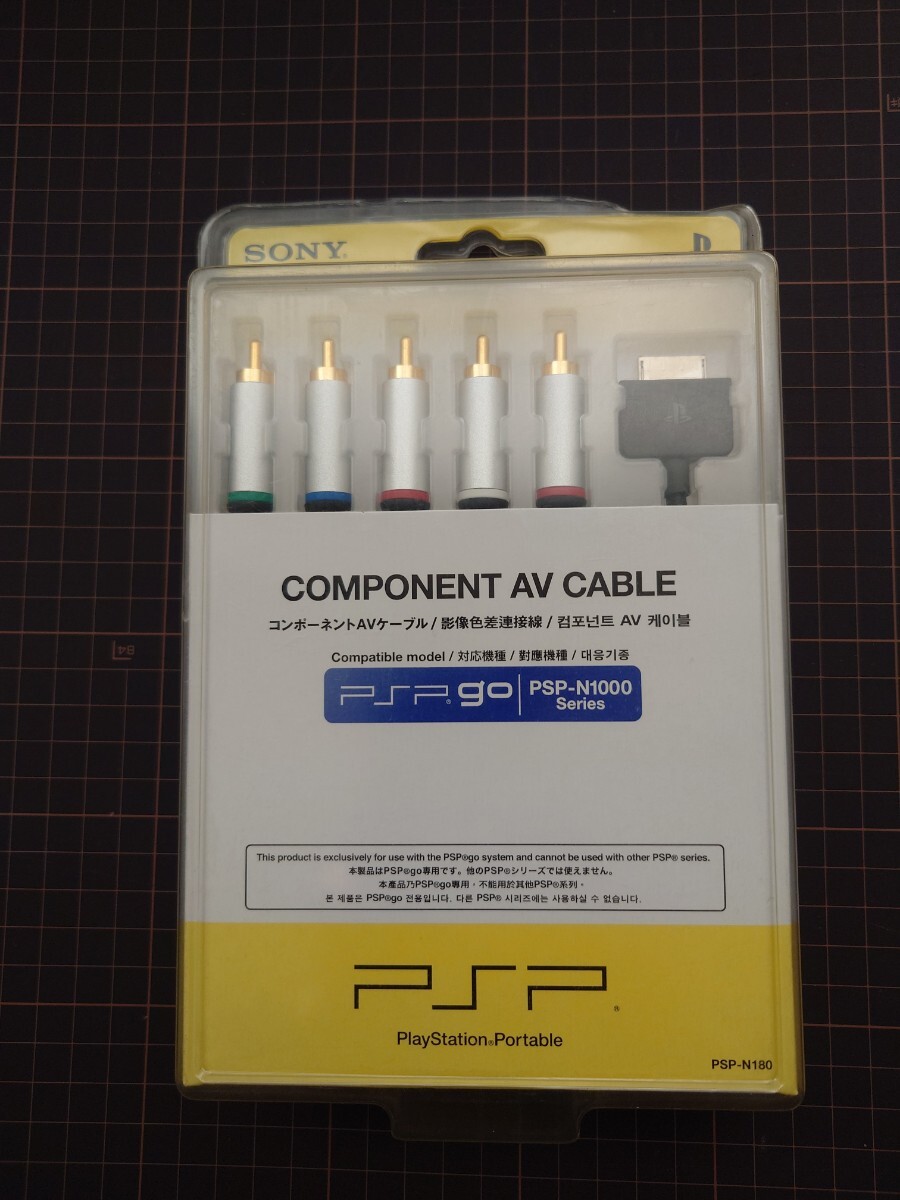 SONY
COMPONENT AV CABLE
コンポーネントAVケーブル / 影像色差連接線 / 컴포넌트 AV 케이블
Compatible model / 対応機種 / 對應機種 / 대응기종
PSP® go PSP-N1000
Series
This product is exclusively for use with the PSP®go system and cannot be used with other PSP® series.
本製品はPSP®go専用です。他のPSP®シリーズでは使えません。
本產品乃PSP®go專用，不能用於其他PSP®系列。
본 제품은 PSP®go 전용입니다. 다른 PSP® 시리즈에는 사용하실 수 없습니다.
PSP®
PlayStation®Portable
PSP-N180
B4